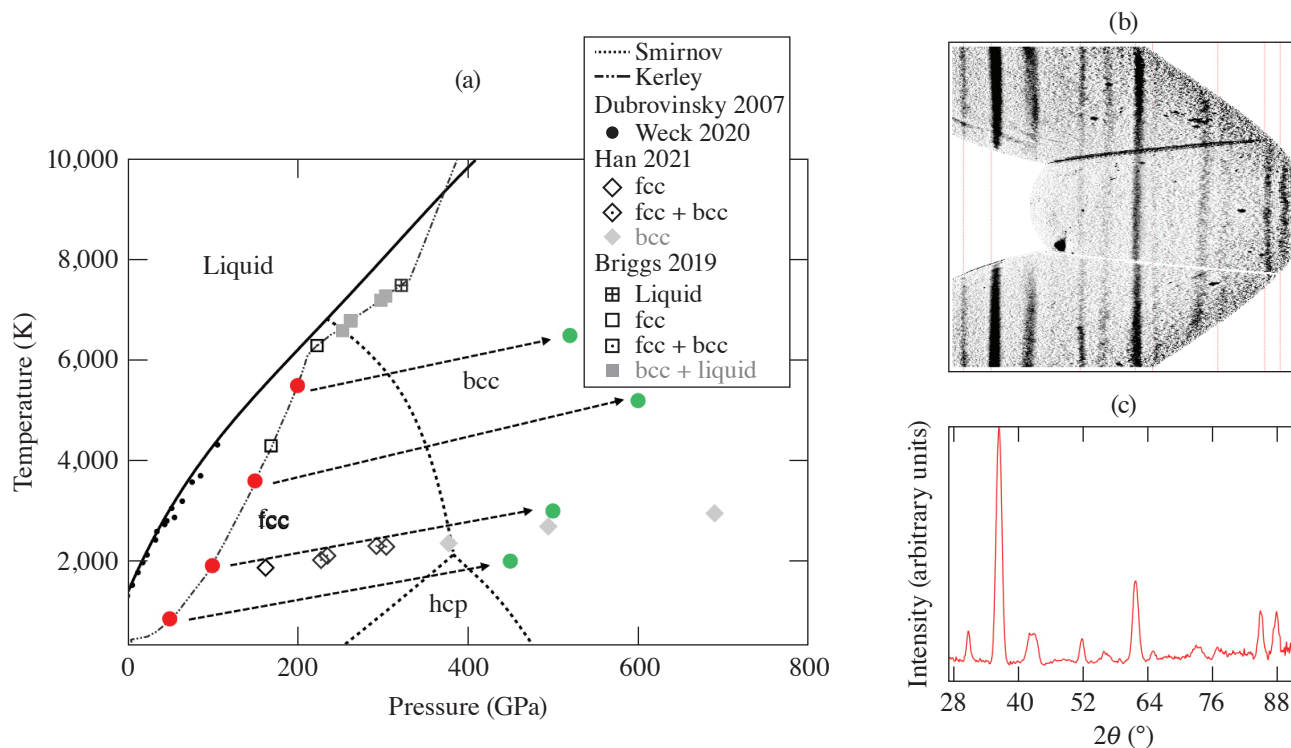 (a)
Smirnov
Kerley
Dubrovinsky 2007
Weck 2020
Han 2021
fcc
fcc + bcc
bcc
Briggs 2019
Liquid
fcc
fcc + bcc
bcc + liquid
Temperature (K)
10,000
8,000
6,000
4,000
2,000
Liquid
bcc
fcc
hcp
0
200
400
600
800
Pressure (GPa)
(b)
(c)
Intensity (arbitrary units)
28
40
52
64
76
88
2θ (°)